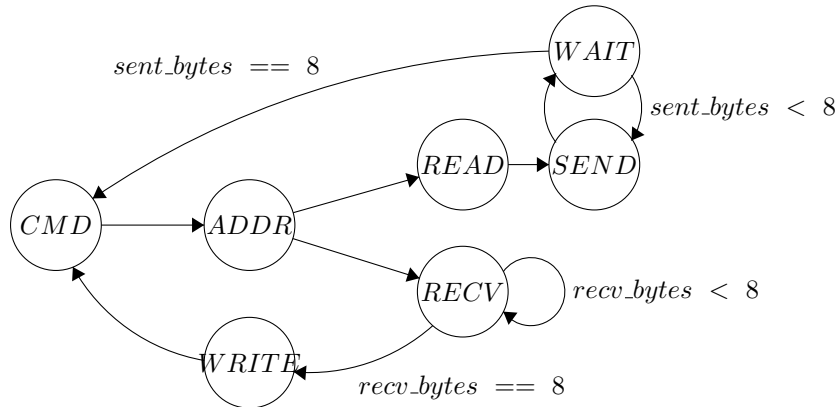 WAIT
sent_bytes == 8
sent_bytes < 8
READ
SEND
CMD
ADDR
RECV
recv_bytes < 8
WRITE
recv_bytes == 8